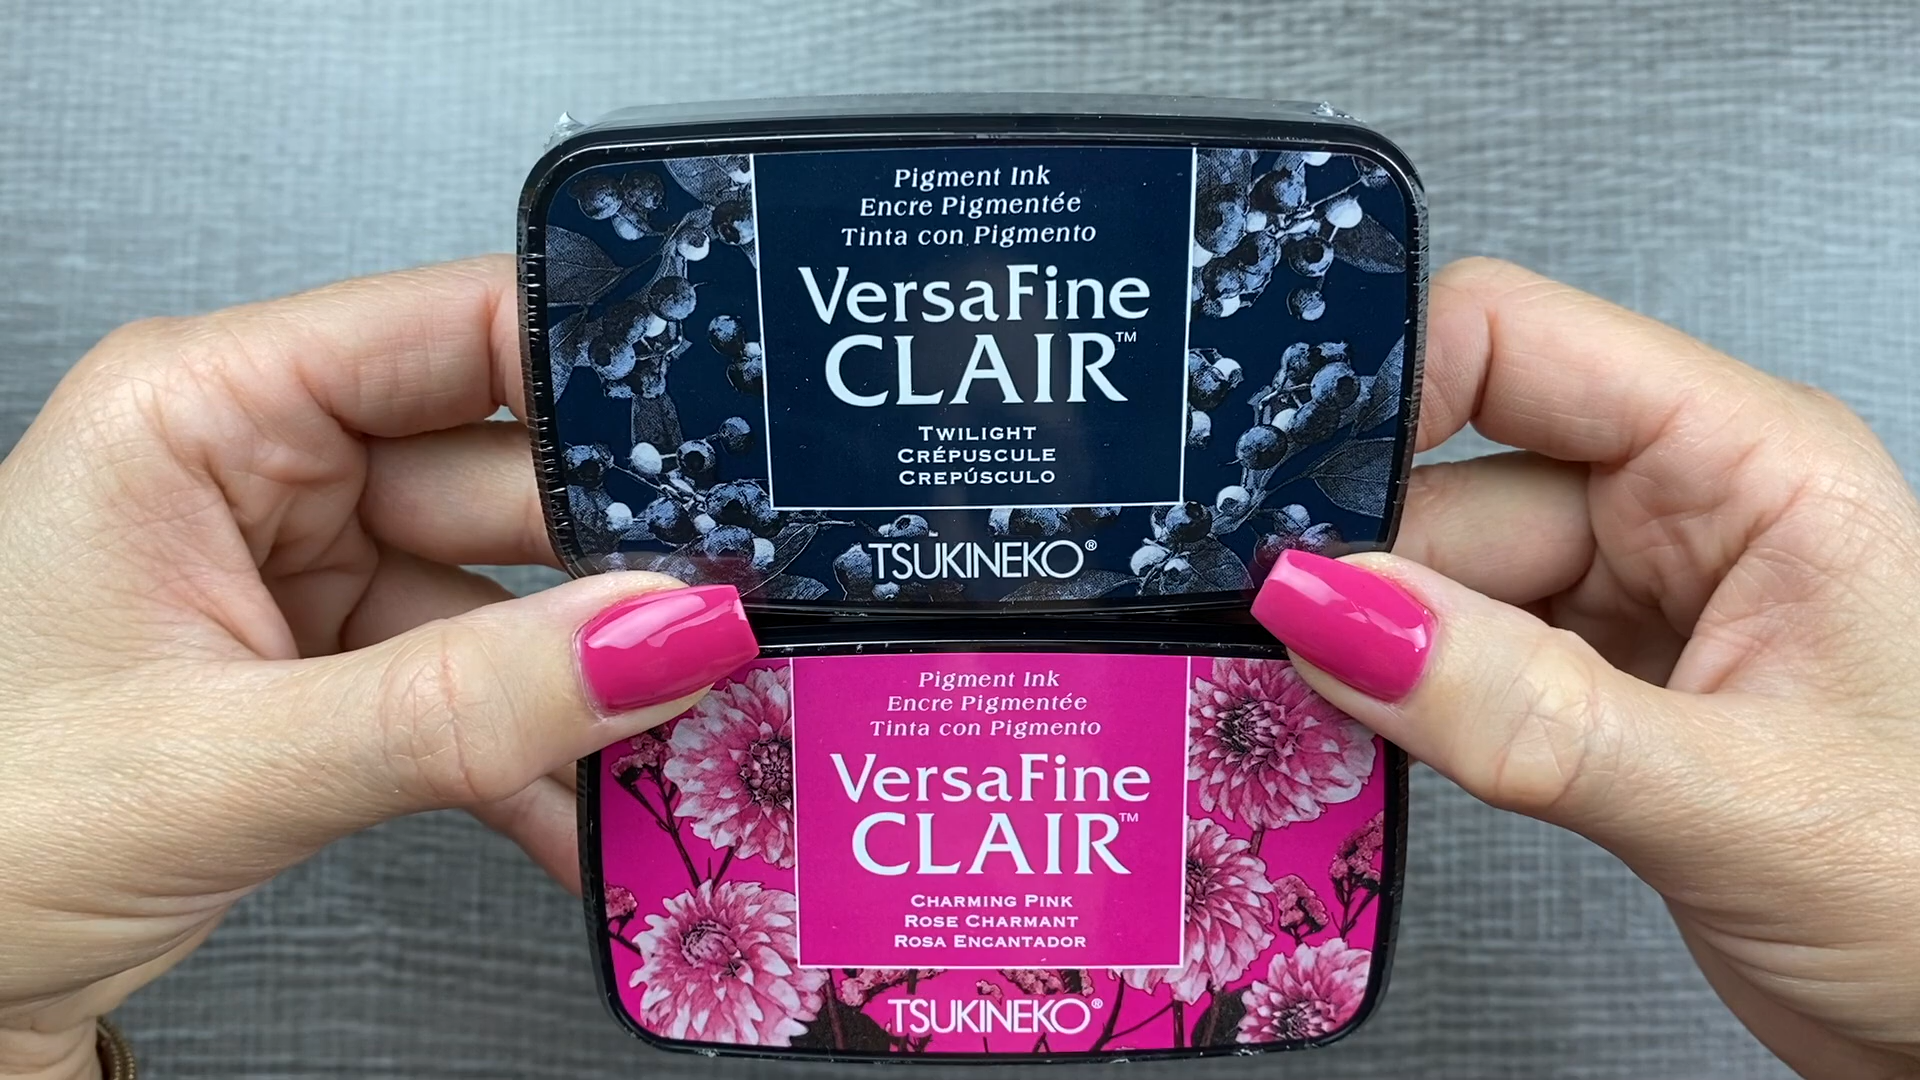 Pigment Ink
Encre Pigmentée
Tinta con Pigmento
VersaFine
CLAIR™
TWILIGHT
CRÉPUSCULE
CREPÚSCULO
TSUKINEKO®
Pigment Ink
Encre Pigmentée
Tinta con Pigmento
VersaFine
CLAIR™
CHARMING PINK
ROSE CHARMANT
ROSA ENCANTADOR
TSUKINEKO®